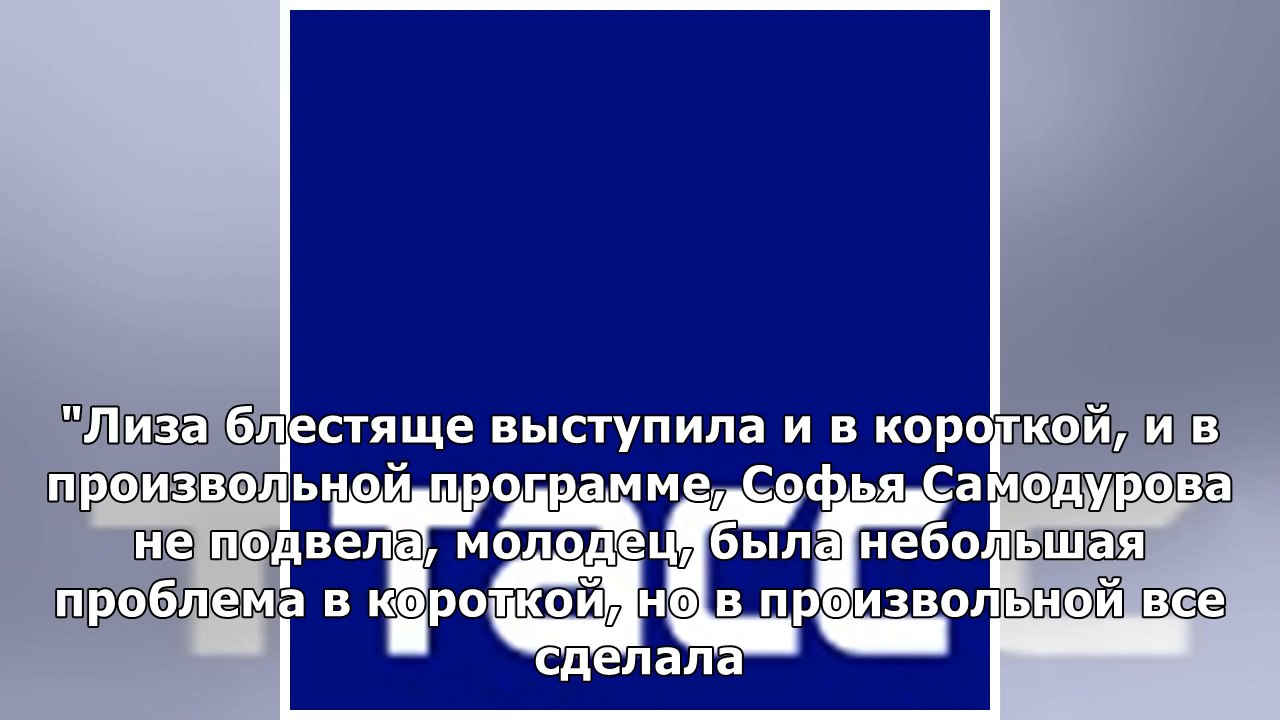 "Лиза блестяще выступила и в короткой, и в
произвольной программе, Софья Самодурова
не подвела, молодец, была небольшая
проблема в короткой, но в произвольной все
сделала
тасс